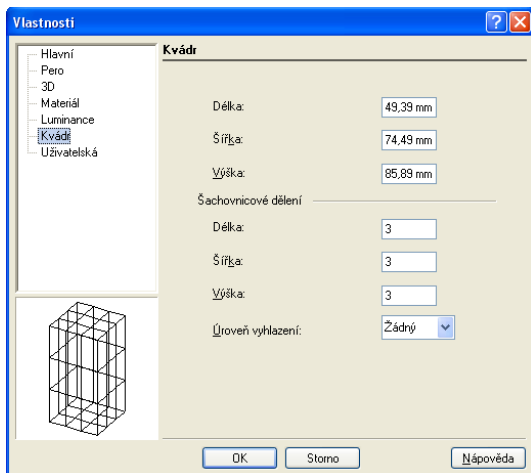 Vlastnosti
Hlavní
Pero
3D
Materiál
Luminance
Kvádr
Uživatelská
Kvádr
Délka: 49,39 mm
Šířka: 74,49 mm
Výška: 85,89 mm
Šachovnicové dělení
Délka: 3
Šířka: 3
Výška: 3
Úroveň vyhlazení: Žádný
OK Storno Nápověda